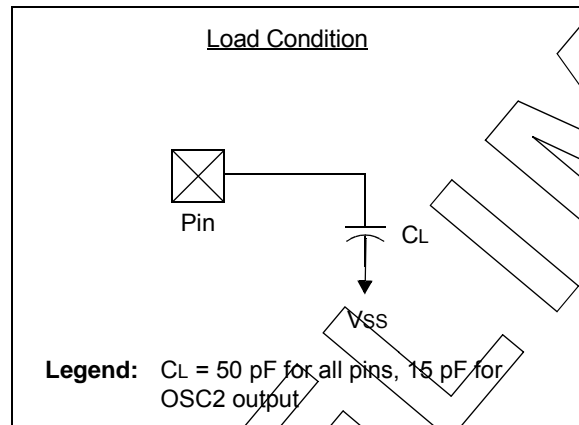 Load Condition
Pin
CL
VSS
Legend: CL = 50 pF for all pins, 15 pF for
OSC2 output